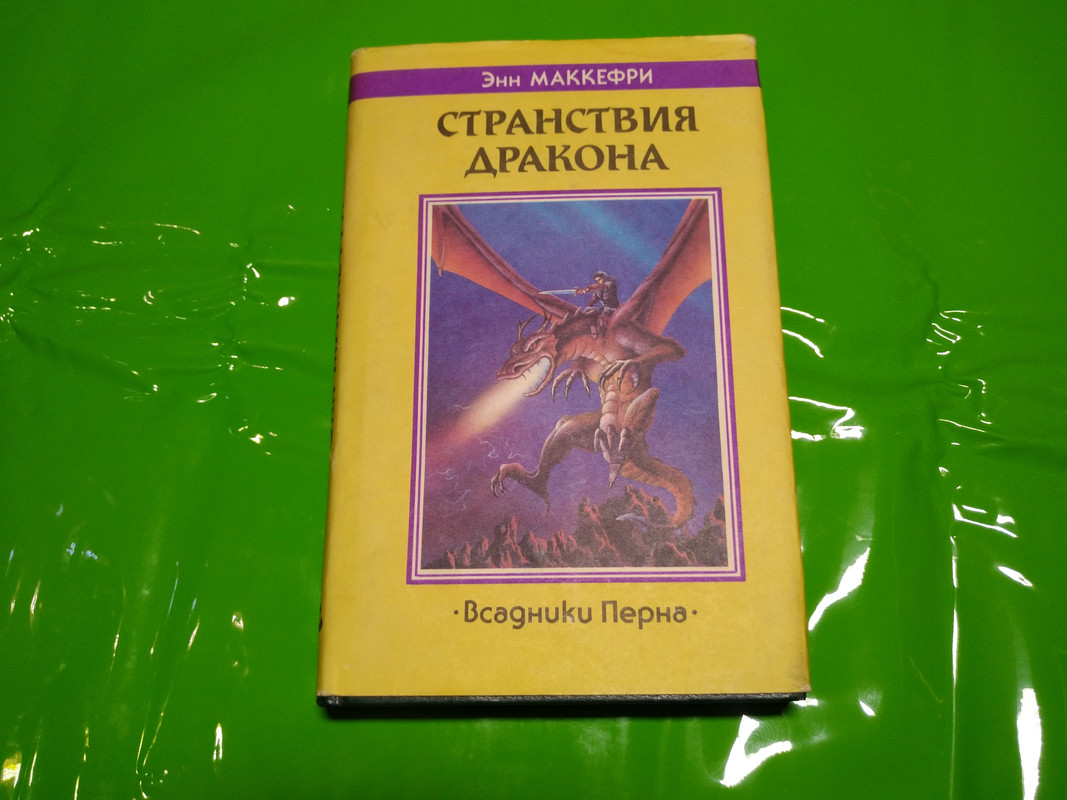 Энн МАККЕФРИ
СТРАНСТВИЯ
ДРАКОНА
·Всадники Перна·